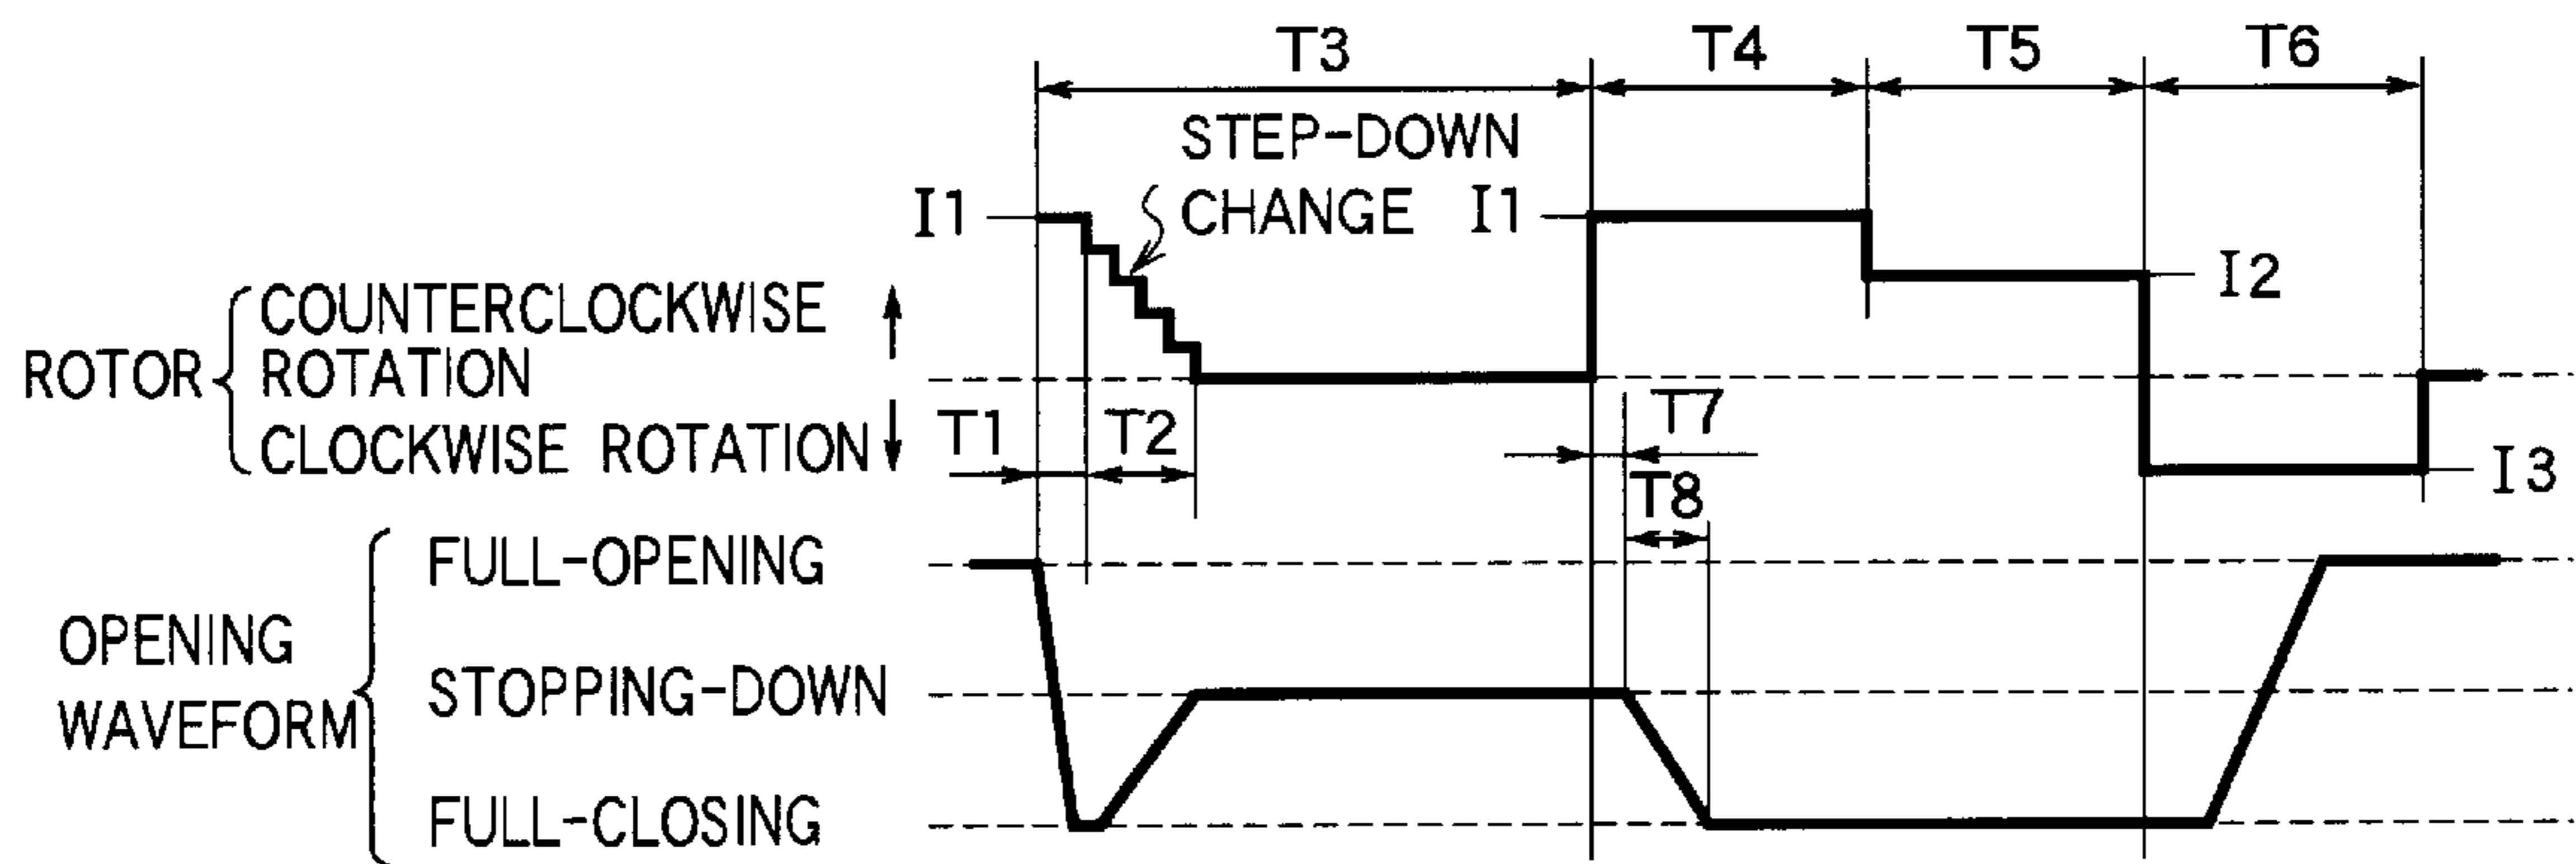 T3
T4
T5
T6
STEP-DOWN
CHANGE
I1
I1
I2
ROTOR
COUNTERCLOCKWISE
ROTATION
CLOCKWISE ROTATION
T1
T2
T7
T8
I3
OPENING
WAVEFORM
FULL-OPENING
STOPPING-DOWN
FULL-CLOSING